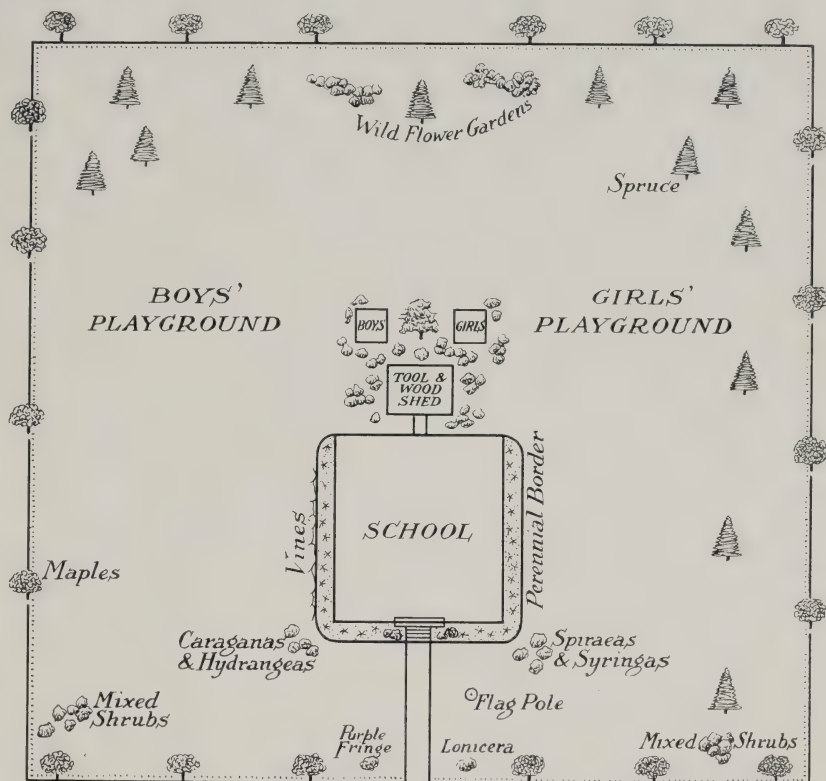 Wild Flower Gardens
Spruce
BOYS'
PLAYGROUND
GIRLS'
PLAYGROUND
BOYS
GIRLS
TOOL &
WOOD
SHED
Vines
SCHOOL
Perennial Border
Maples
Caraganas
& Hydrangeas
Spiraeas
& Syringas
Mixed
Shrubs
Flag Pole
Purple
Fringe
Lonicera
Mixed Shrubs